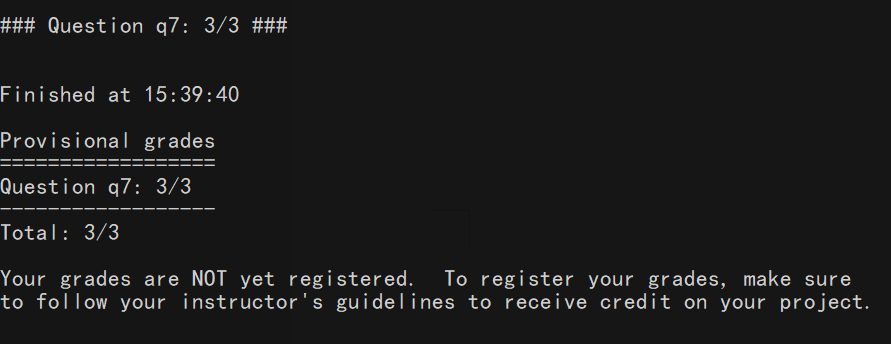 ### Question q7: 3/3 ###
Finished at 15:39:40
Provisional grades
==================
Question q7: 3/3
------------------
Total: 3/3
Your grades are NOT yet registered.  To register your grades, make sure
to follow your instructor's guidelines to receive credit on your project.